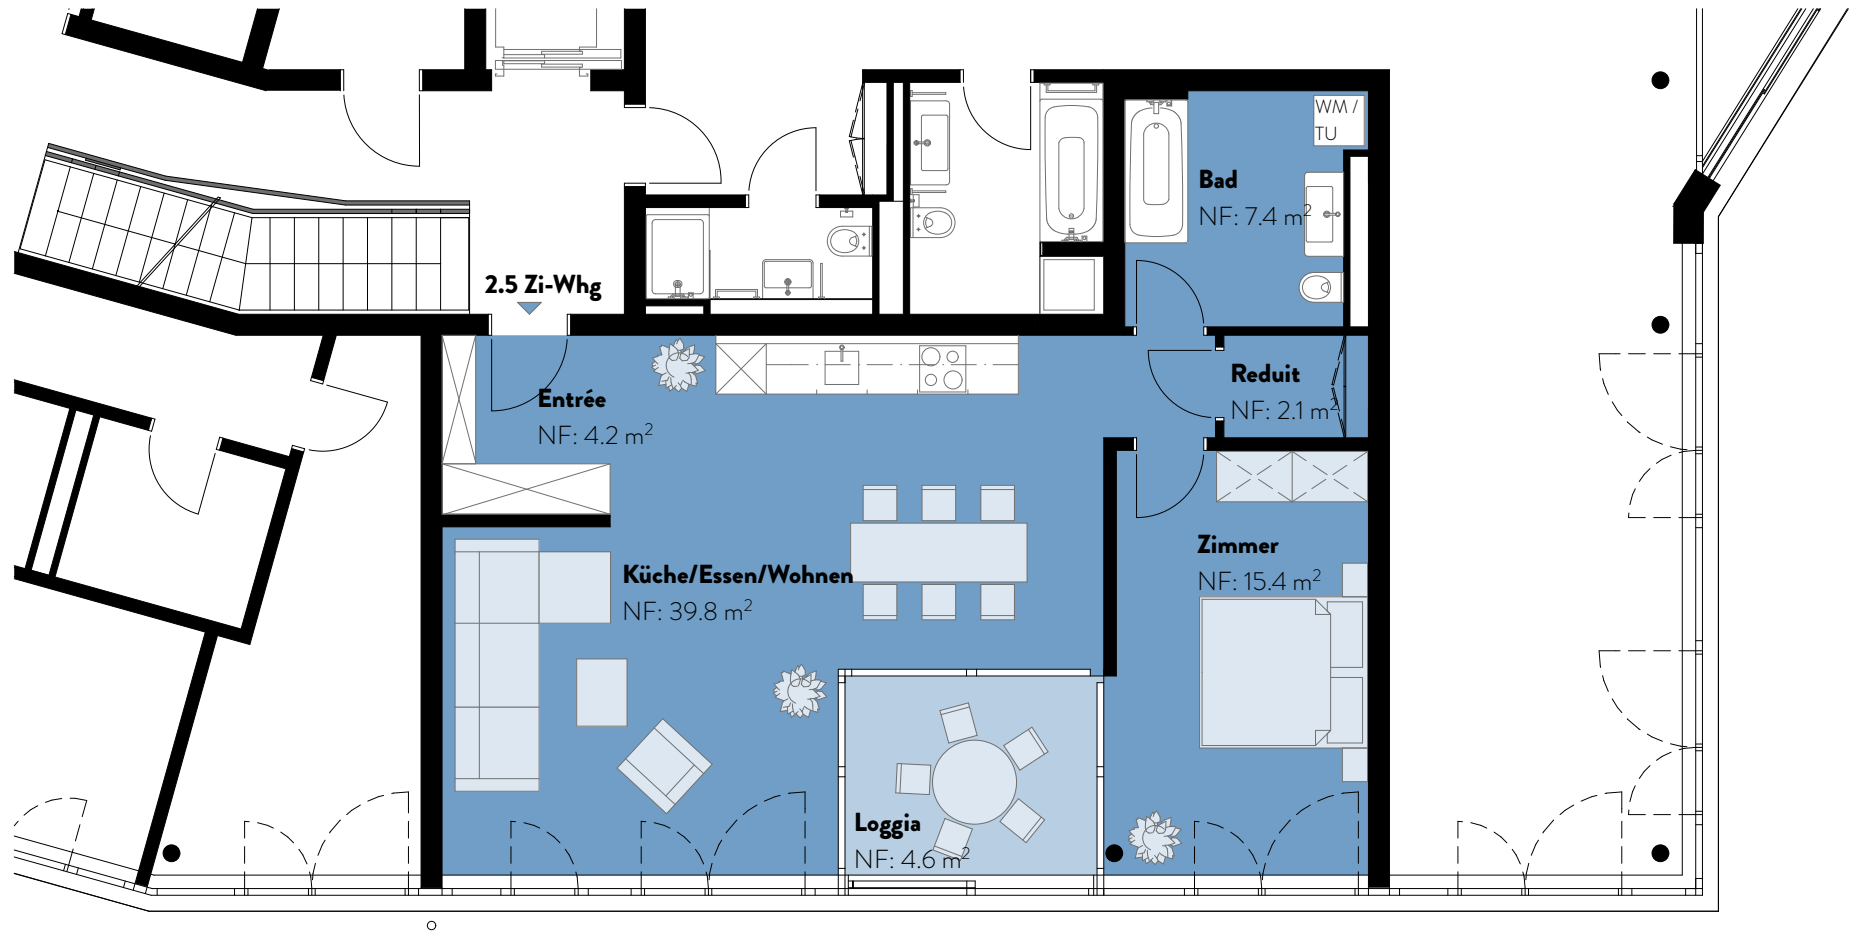 WM /
TU
Bad
NF: 7.4 m²
2.5 Zi-Whg
Reduit
NF: 2.1 m²
Entrée
NF: 4.2 m²
Zimmer
NF: 15.4 m²
Küche/Essen/Wohnen
NF: 39.8 m²
Loggia
NF: 4.6 m²